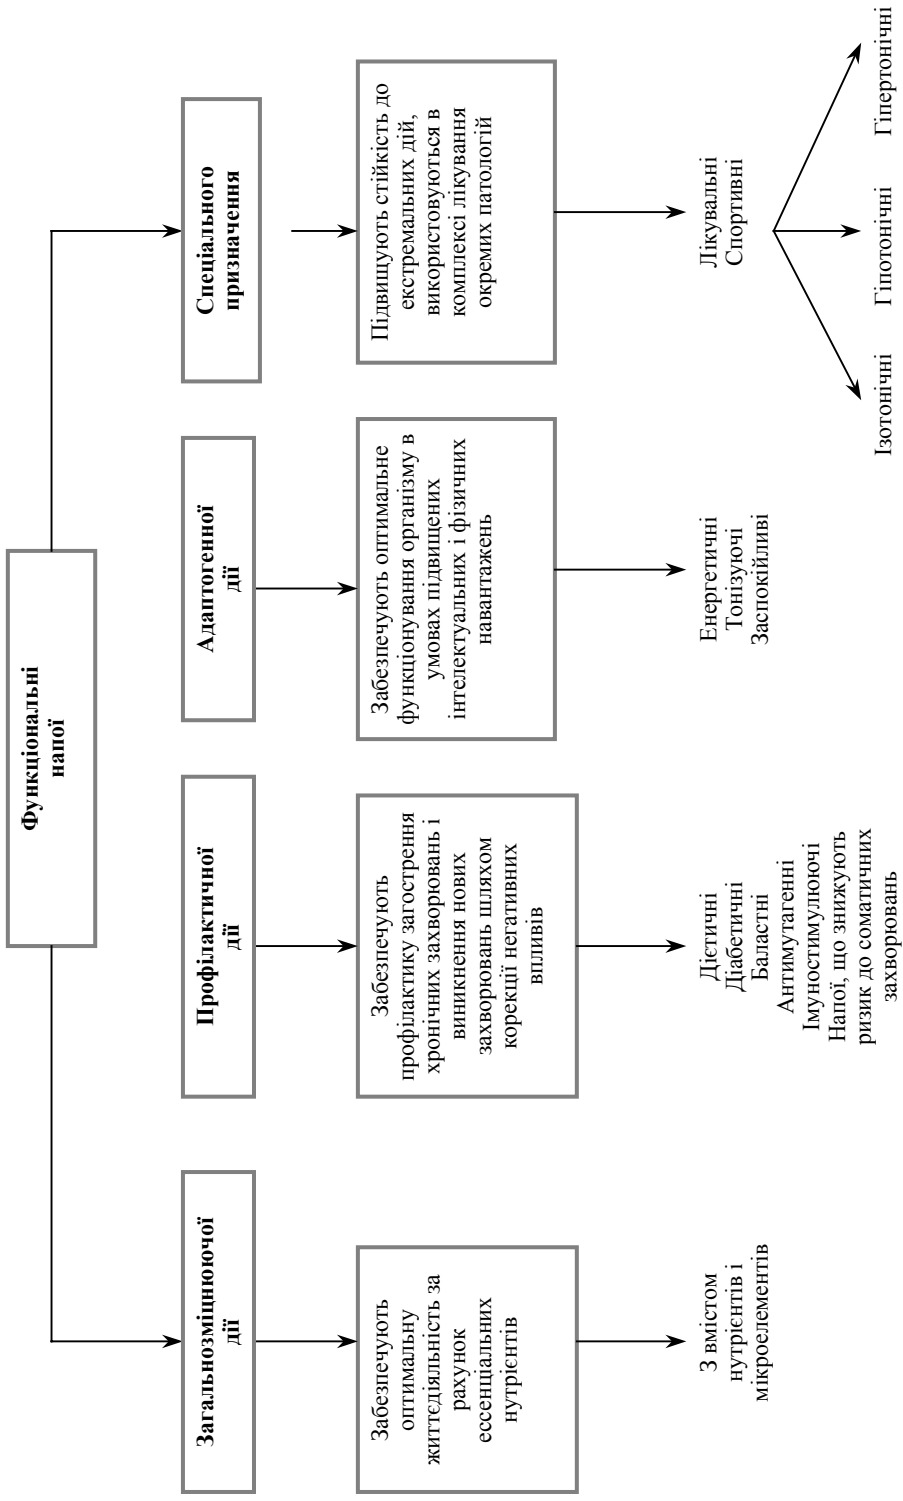 Функціональні
напої
Загальнозміцнюючої
дії
Профілактичної
дії
Адаптогенної
дії
Спеціального
призначення
Забезпечують
оптимальну
життєдіяльність за
рахунок
ессенціальних
нутрієнтів
Забезпечують
профілактику загострення
хронічних захворювань і
виникнення нових
захворювань шляхом
корекції негативних
впливів
Забезпечують оптимальне
функціонування організму в
умовах підвищених
інтелектуальних і фізичних
навантажень
Підвищують стійкість до
екстремальних дій,
використовуються в
комплексі лікування
окремих патологій
З вмістом
нутрієнтів і
мікроелементів
Дієтичні
Діабетичні
Баластні
Антимутагенні
Імуностимулюючі
Напої, що знижують
ризик до соматичних
захворювань
Енергетичні
Тонізуючі
Заспокійливі
Лікувальні
Спортивні
Ізотонічні
Гіпотонічні
Гіпертонічні